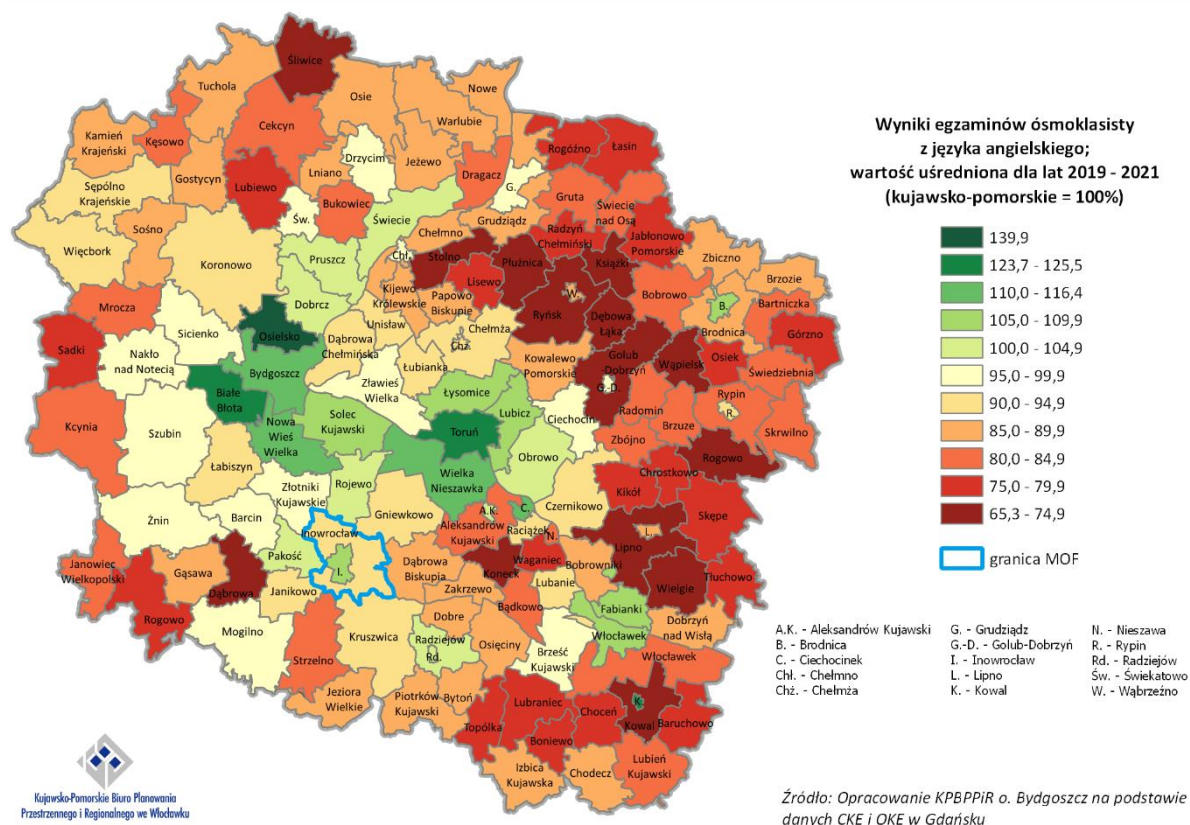 Śliwice
Tuchola
Osie
Nowe
Warlubie
Kamień
Krajeński
Kęsowo
Cekcyn
Drzycim
Jeżewo
Rogóźno
Łasin
Gostycyn
Lubiewo
Lniano
Dragacz
G.
Gruta
Sępólno
Krajeńskie
Św.
Bukowiec
Świecie
Grudziądz
Świecie
nad Osą
Sośno
Więcbork
Koronowo
Pruszcz
Chełmno
Radzyń
Chełmiński
Jabłonowo
Pomorskie
Zbiczno
Chł.
Stolno
Płużnica
Książki
Brzozie
Mrocza
Dobrcz
Kijewo
Królewskie
Lisewo
W.
Bobrowo
B.
Bartniczka
Papowo
Biskupie
Sicienko
Osielsko
Unisław
Chełmża
Ryńsk
Dębowa
Łąka
Brodnica
Górzno
Sadki
Nakło
nad Notecią
Dąbrowa
Chełmińska
Chż.
Łubianka
Kowalewo
Pomorskie
Golub
-Dobrzyń
Wąpielsk
Osiek
Świedziebnia
Bydgoszcz
Białe
Błota
Zławieś
Wielka
Łysomice
G.-D.
Rypin
R.
Kcynia
Szubin
Nowa
Wieś
Wielka
Solec
Kujawski
Toruń
Lubicz
Ciechocin
Radomin
Brzuze
Skrwilno
Zbójno
Obrowo
Rogowo
Łabiszyn
Wielka
Nieszawka
Chrostkowo
Złotniki
Kujawskie
Rojewo
Kikół
Skępe
Żnin
Barcin
Gniewkowo
A.K.
C.
Czernikowo
Aleksandrów
Kujawski
Raciążek
N.
Inowrocław
L.
Lipno
Pakość
I.
Janowiec
Wielkopolski
Gąsawa
Dąbrowa
Janikowo
Dąbrowa
Biskupia
Koneck
Waganiec
Bobrowniki
Tłuchowo
Zakrzewo
Lubanie
Wielgie
Bądkowo
Fabianki
Rogowo
Mogilno
Strzelno
Kruszwica
Dobre
Dobrzyń
nad Wisłą
Radziejów
Rd.
Osięciny
Brześć
Kujawski
Włocławek
Włocławek
Jeziora
Wielkie
Piotrków
Kujawski
Bytoń
Topólka
Lubraniec
Choceń
K.
Kowal
Baruchowo
Boniewo
Izbica
Kujawska
Chodecz
Lubień
Kujawski
Wyniki egzaminów ósmoklasisty
z języka angielskiego;
wartość uśredniona dla lat 2019 - 2021
(kujawsko-pomorskie = 100%)
139,9
123,7 - 125,5
110,0 - 116,4
105,0 - 109,9
100,0 - 104,9
95,0 - 99,9
90,0 - 94,9
85,0 - 89,9
80,0 - 84,9
75,0 - 79,9
65,3 - 74,9
granica MOF
A.K. - Aleksandrów Kujawski
B. - Brodnica
C. - Ciechocinek
Chł. - Chełmno
Chż. - Chełmża
G. - Grudziądz
G.-D. - Golub-Dobrzyń
I. - Inowrocław
L. - Lipno
K. - Kowal
N. - Nieszawa
R. - Rypin
Rd. - Radziejów
Św. - Świekatowo
W. - Wąbrzeźno
Kujawsko-Pomorskie Biuro Planowania
Przestrzennego i Regionalnego we Włocławku
Źródło: Opracowanie KPBPPiR o. Bydgoszcz na podstawie
danych CKE i OKE w Gdańsku